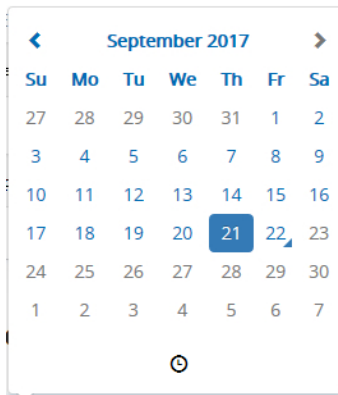 September 2017
Su Mo Tu We Th Fr Sa
27 28 29 30 31 1 2
3 4 5 6 7 8 9
10 11 12 13 14 15 16
17 18 19 20 21 22 23
24 25 26 27 28 29 30
1 2 3 4 5 6 7